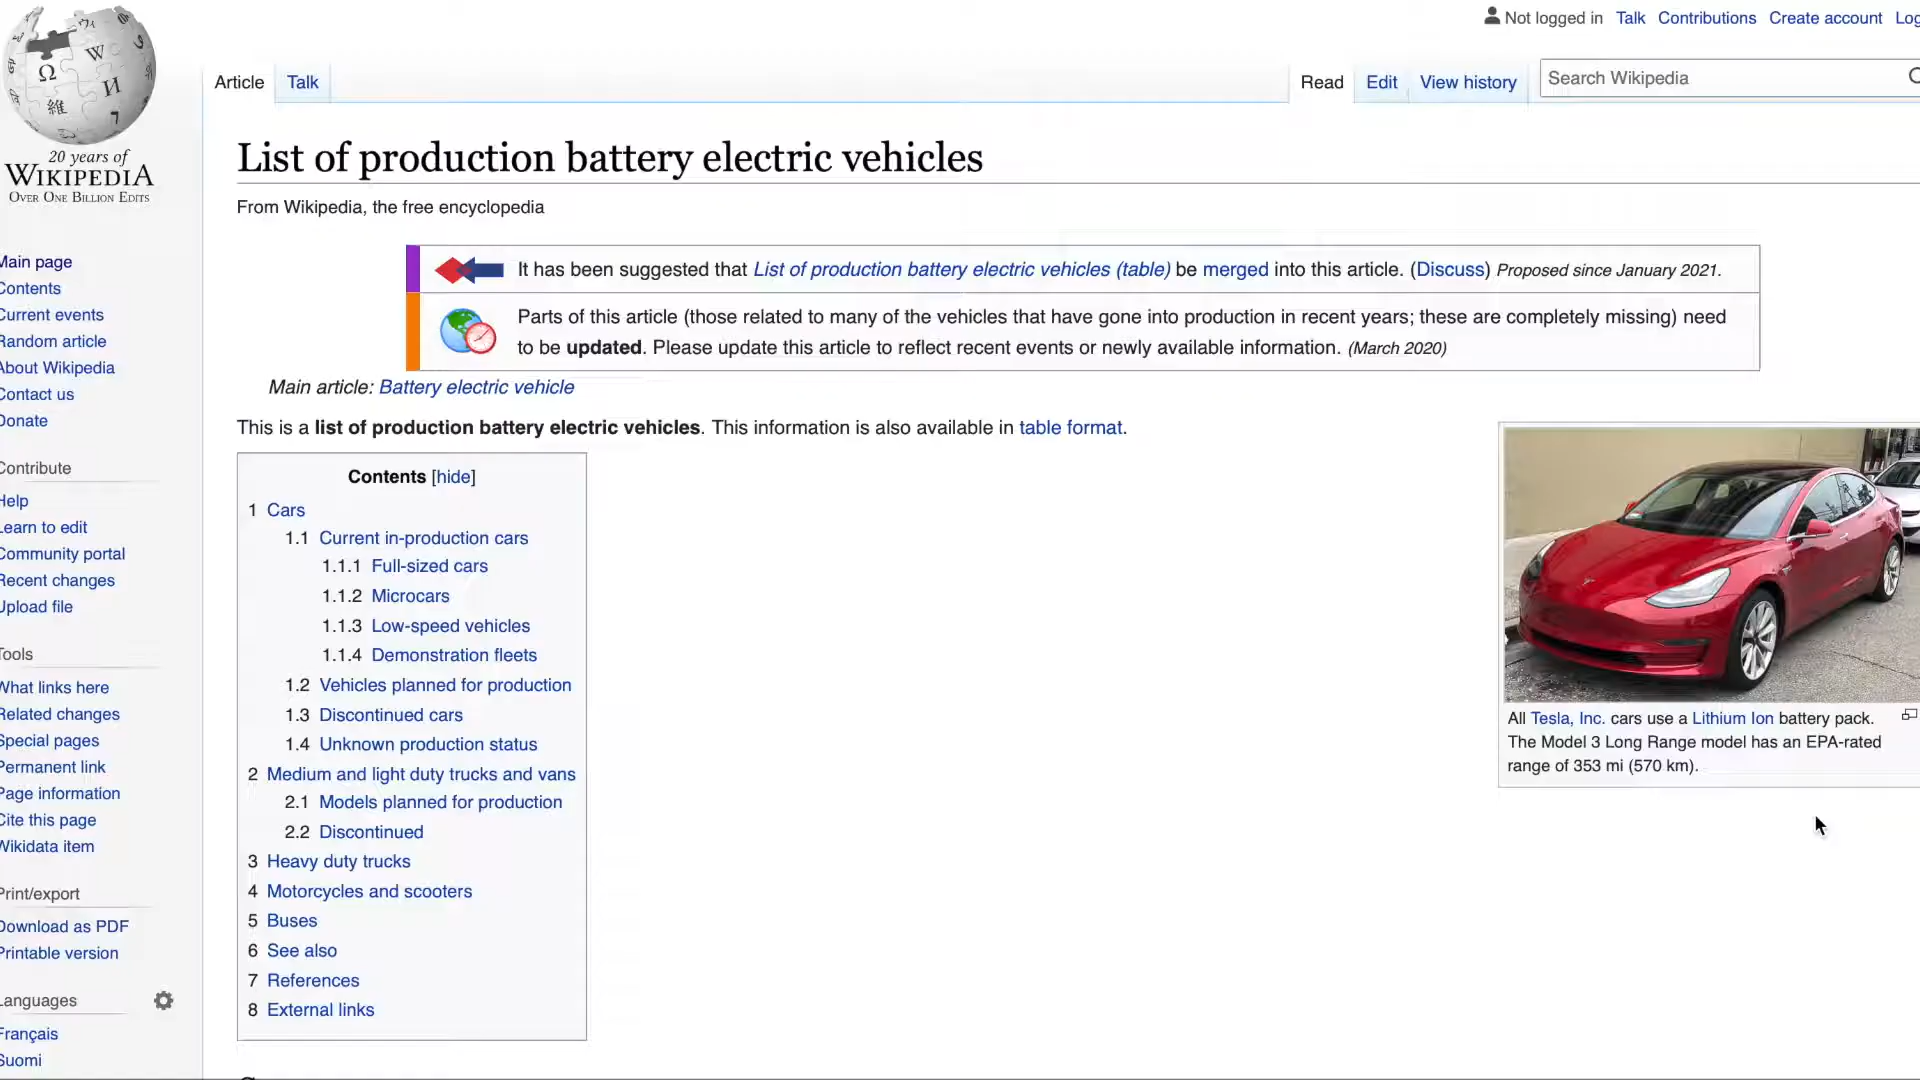 Not logged in Talk Contributions Create account Log
Article Talk Read Edit View history Search Wikipedia
20 years of
WIKIPEDIA
OVER ONE BILLION EDITS
List of production battery electric vehicles
From Wikipedia, the free encyclopedia
It has been suggested that List of production battery electric vehicles (table) be merged into this article. (Discuss) Proposed since January 2021.
Parts of this article (those related to many of the vehicles that have gone into production in recent years; these are completely missing) need
to be updated. Please update this article to reflect recent events or newly available information. (March 2020)
Main article: Battery electric vehicle
This is a list of production battery electric vehicles. This information is also available in table format.
Main page
Contents
Current events
Random article
About Wikipedia
Contact us
Donate
Contribute
Help
Learn to edit
Community portal
Recent changes
Upload file
Tools
What links here
Related changes
Special pages
Permanent link
Page information
Cite this page
Wikidata item
Print/export
Download as PDF
Printable version
Languages
Français
Suomi
Contents [hide]
1 Cars
1.1 Current in-production cars
1.1.1 Full-sized cars
1.1.2 Microcars
1.1.3 Low-speed vehicles
1.1.4 Demonstration fleets
1.2 Vehicles planned for production
1.3 Discontinued cars
1.4 Unknown production status
2 Medium and light duty trucks and vans
2.1 Models planned for production
2.2 Discontinued
3 Heavy duty trucks
4 Motorcycles and scooters
5 Buses
6 See also
7 References
8 External links
All Tesla, Inc. cars use a Lithium Ion battery pack.
The Model 3 Long Range model has an EPA-rated
range of 353 mi (570 km).